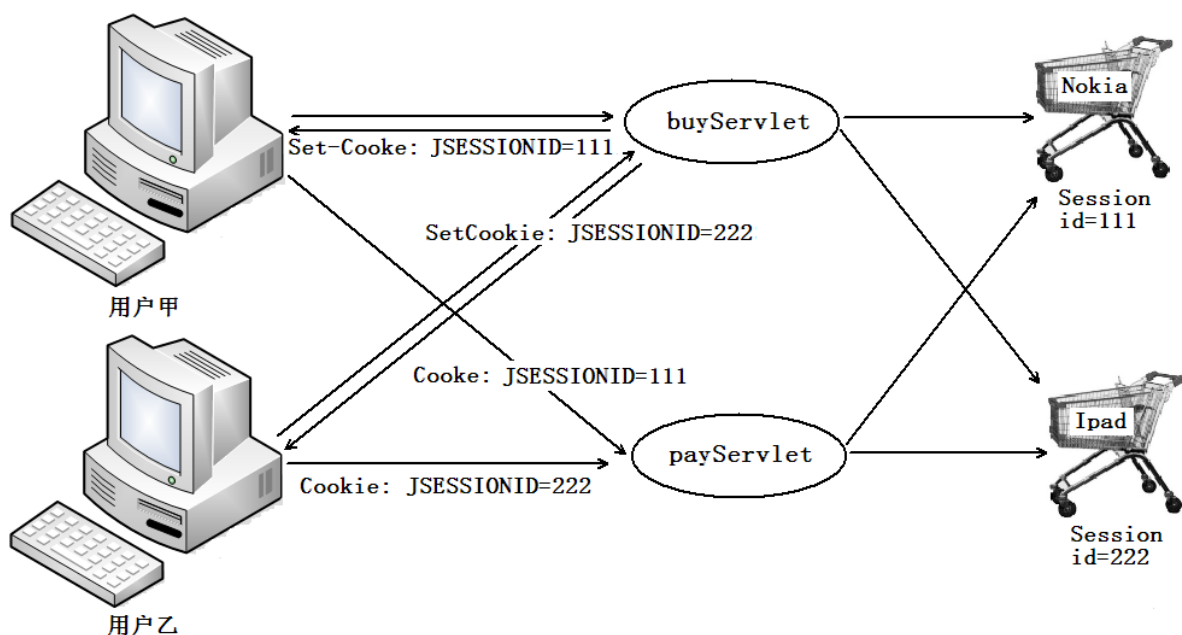 Nokia
buyServlet
Set-Cooke: JSESSIONID=111
Session
id=111
SetCookie: JSESSIONID=222
用户甲
Cooke: JSESSIONID=111
Ipad
payServlet
Cookie: JSESSIONID=222
Session
id=222
用户乙